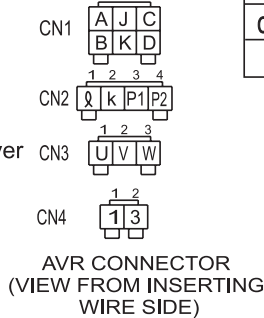 CN1
A J C
B K D
1 2 3 4
CN2 ℓ k P1 P2
1 2 3
CN3 U V W
1 2
CN4 1 3
AVR CONNECTOR
(VIEW FROM INSERTING
WIRE SIDE)